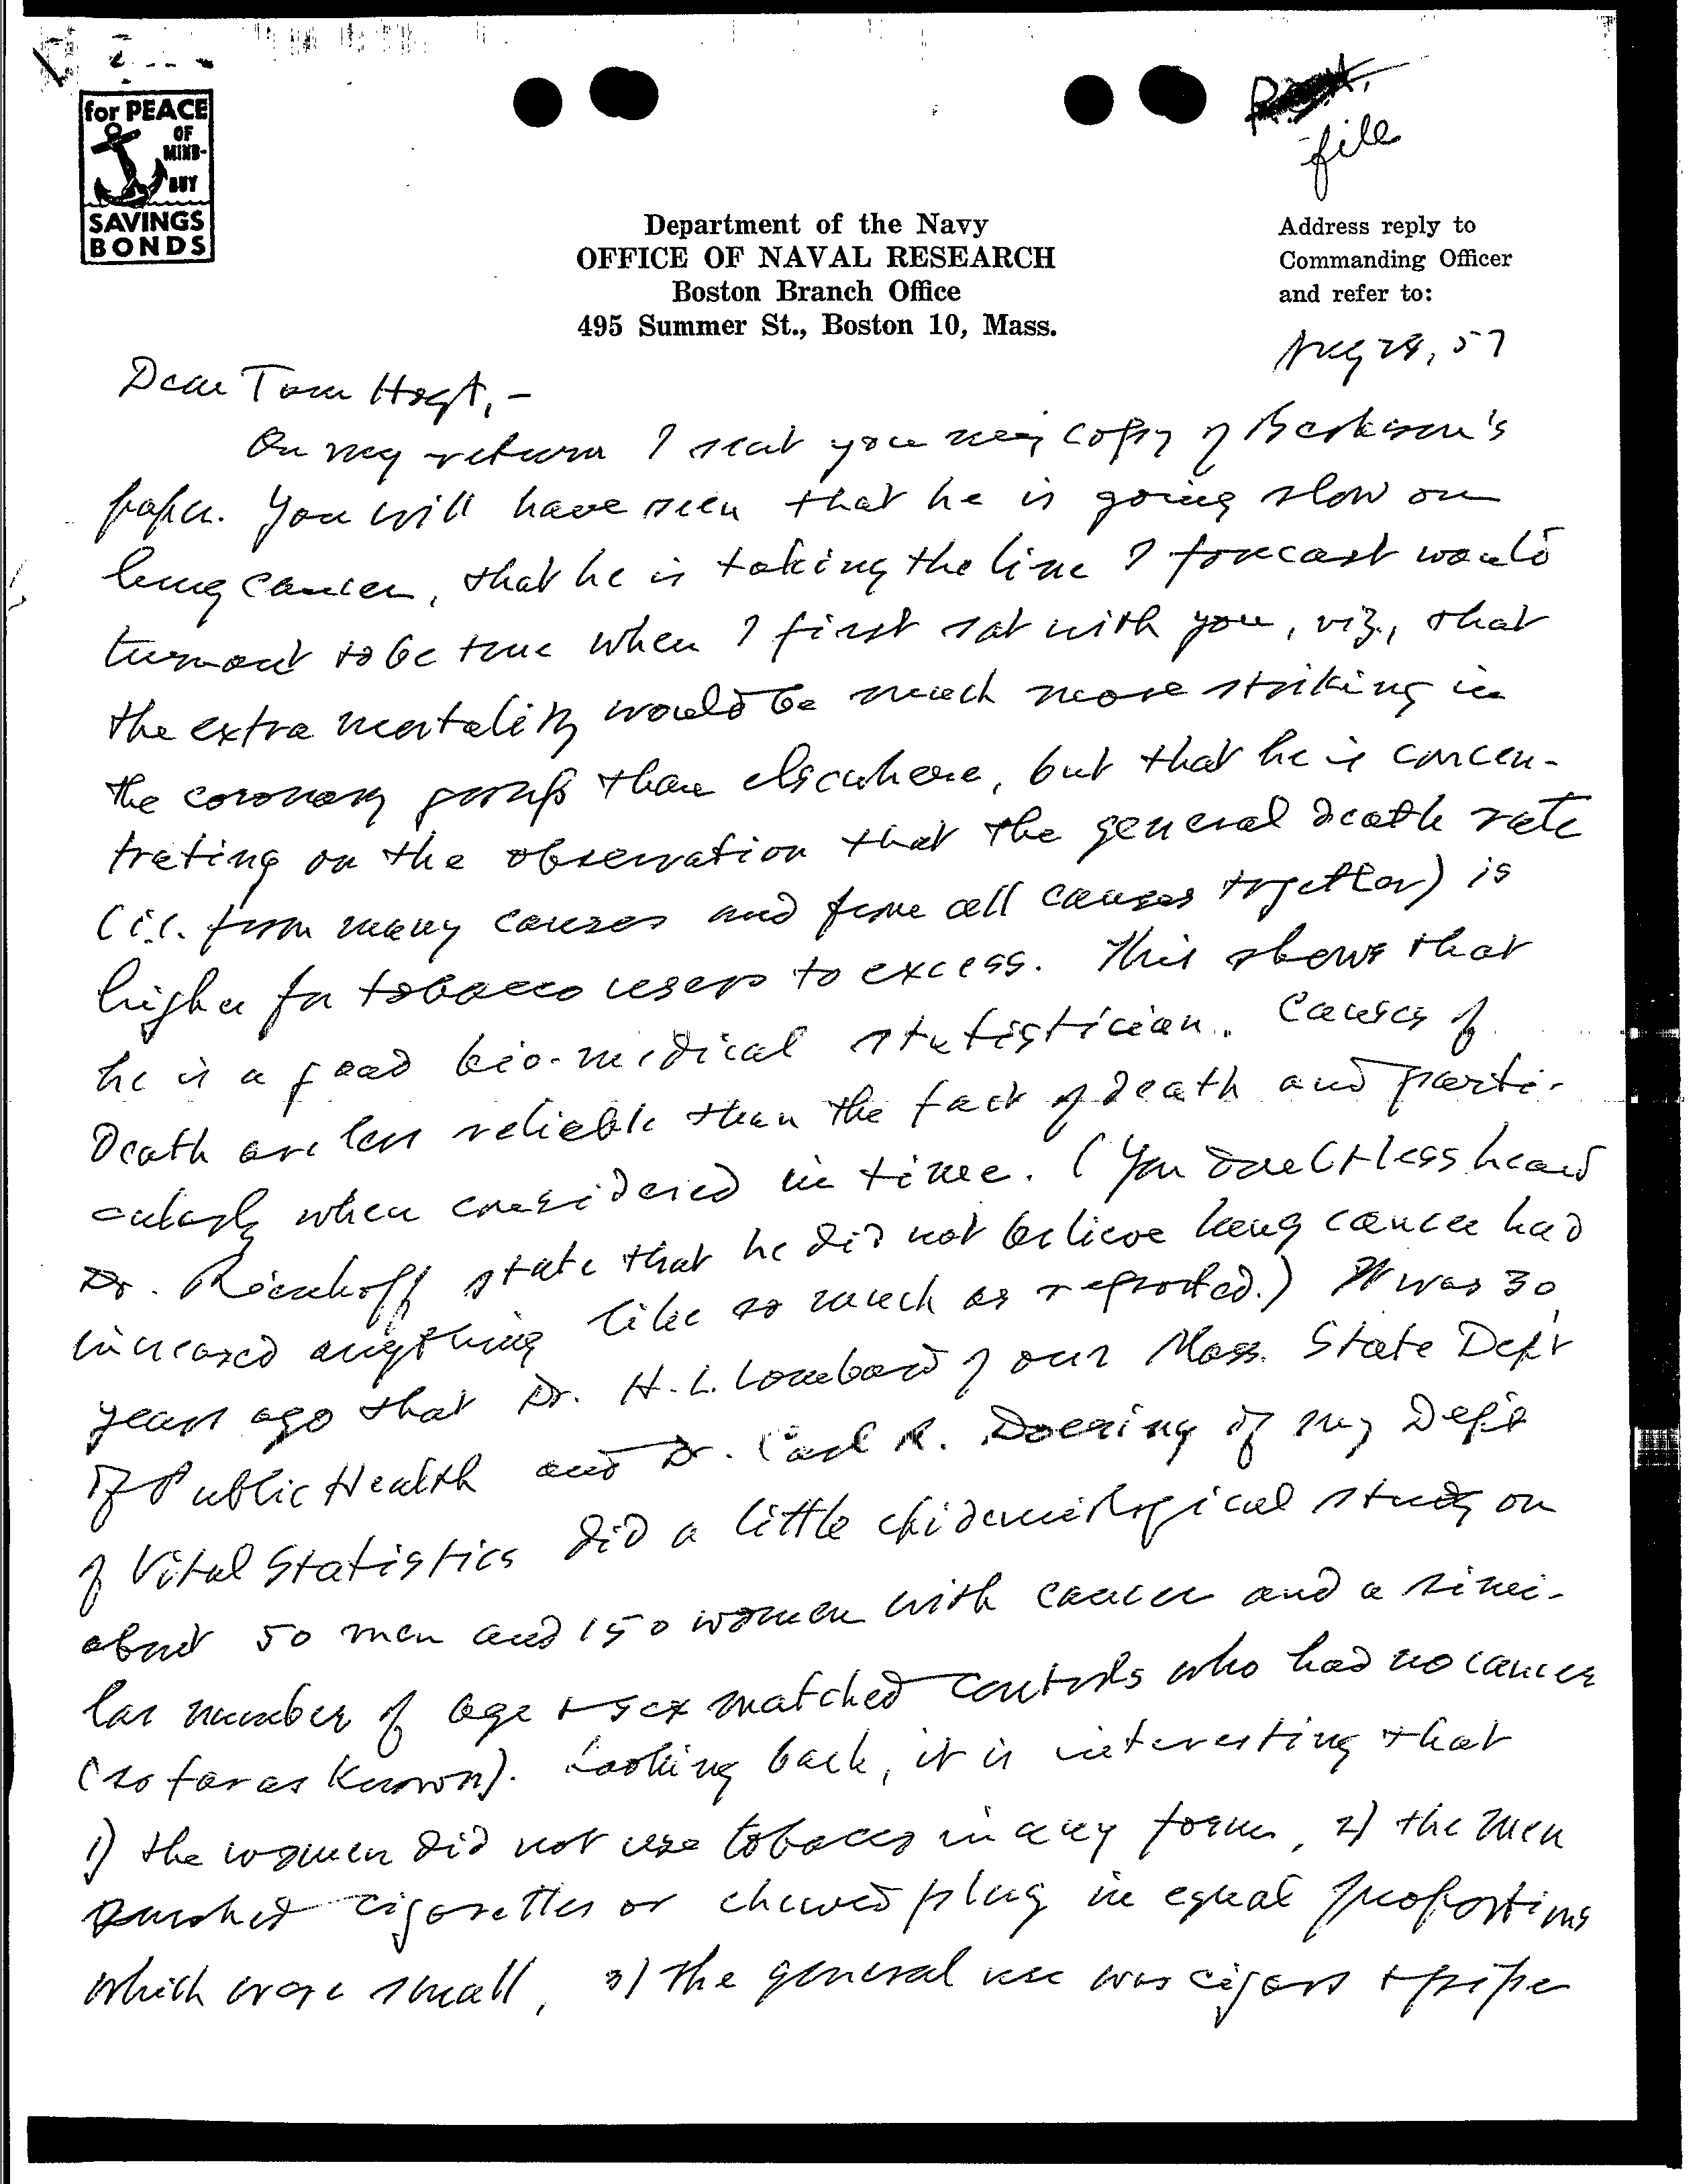 for PEACE
OF
MIND-
BUY
SAVINGS
BONDS
file
Department of the Navy
OFFICE OF NAVAL RESEARCH
Boston Branch Office
495 Summer St., Boston 10, Mass.
Address reply to
Commanding Officer
and refer to:
Aug 28, 57
Dear Tom Hoyt, -
On my return I sent you my copy of Berkson's
paper. You will have seen that he is going slow on
lung cancer, that he is taking the line I forecast would
turn out to be true when I first sat with you, viz., that
the extra mortality would be much more striking in
the coronary group than elsewhere, but that he is concen-
trating on the observation that the general death rate
(i.e. from many causes and from all causes together) is
higher for tobacco users to excess. This shows that
he is a good bio-medical statistician. Causes of
Death are less reliable than the fact of death and parti-
cularly when considered in time. (You doubtless heard
Dr. Rienhoff state that he did not believe lung cancer had
increased anything like so much as reported.) It was 30
years ago that Dr. H. L. Lombard of our Mass. State Dep't
of Public Health and Dr. Carl R. Doering of my Dep't
of Vital Statistics did a little epidemiological study on
about 50 men and 150 women with cancer and a simi-
lar number of age + sex matched controls who had no cancer
(so far as known). Looking back, it is interesting that
1) the women did not use tobacco in any form, 2) the men
smoked cigarettes or chewed plug in equal proportions
which were small, 3) the general use was cigars + pipe